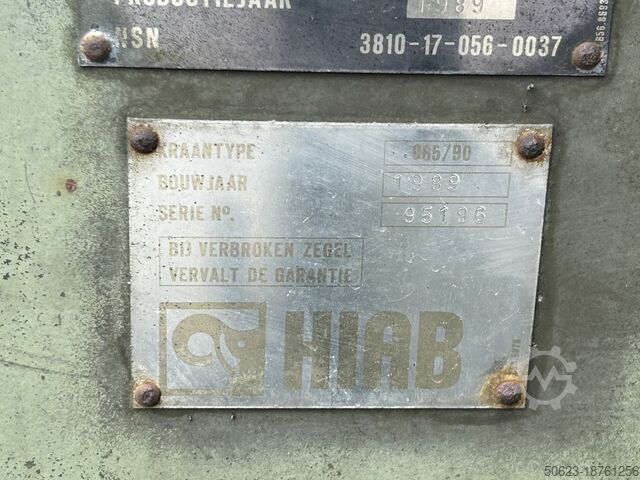 PRODUCTIEJAAR 1989
NSN 3810-17-056-0037
KRAANTYPE 065/90
BOUWJAAR 1989
SERIE Nº. 95196
BIJ VERBROKEN ZEGEL
VERVALT DE GARANTIE
HIAB
50623-18761256